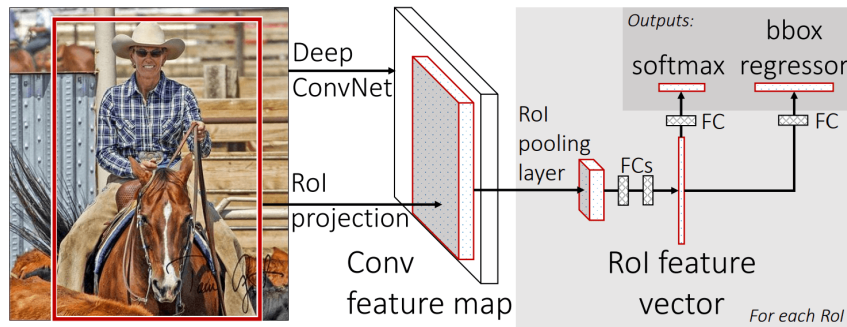 Deep
ConvNet
RoI
projection
Conv
feature map
RoI
pooling
layer
FCs
RoI feature
vector
Outputs:
softmax
bbox
regressor
FC
FC
For each RoI